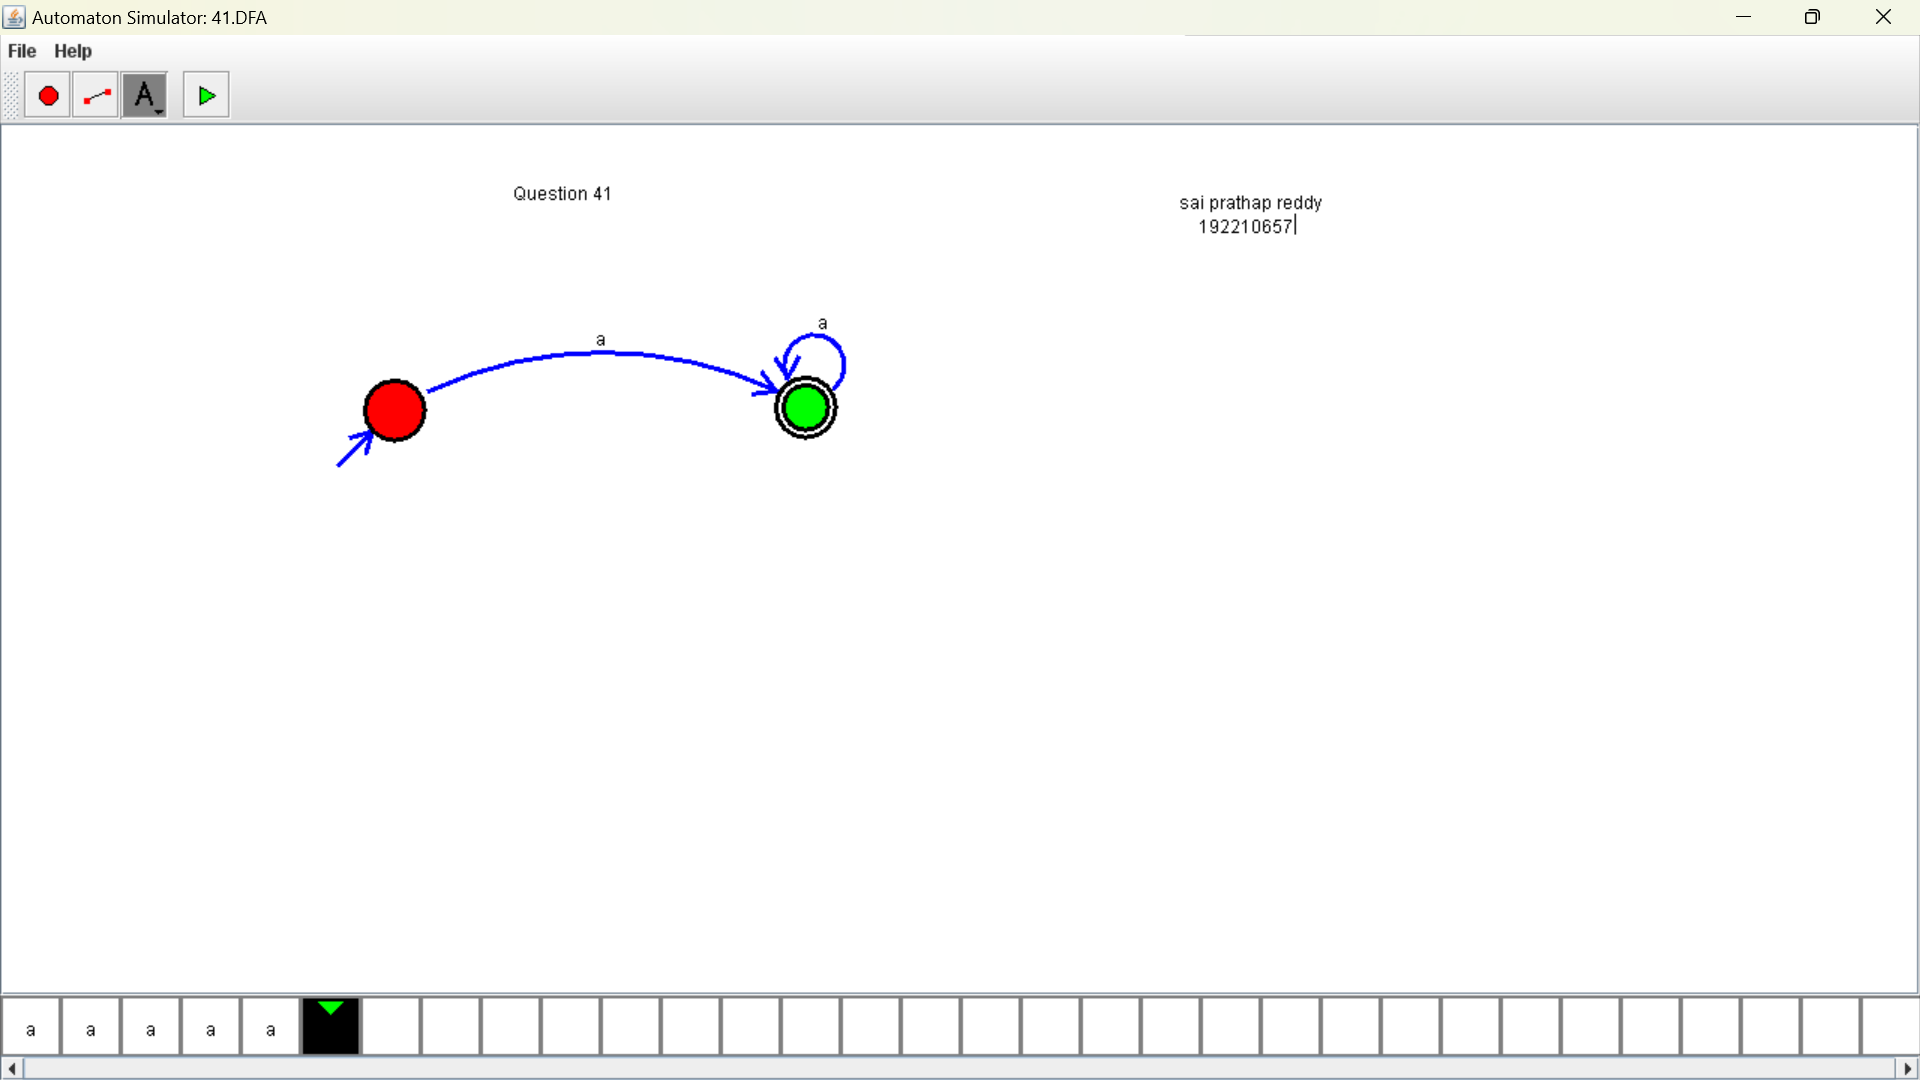 Automaton Simulator: 41.DFA
File Help
A
Question 41
sai prathap reddy
192210657
a
a
a a a a a